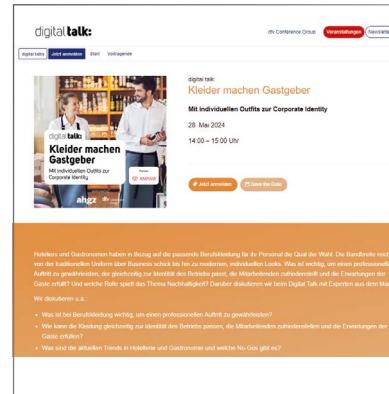 digital talk:
dfv Conference Group
Veranstaltungen
Newslette
digital talks
Jetzt anmelden
Start
Vortragende
digital talk:
Kleider machen Gastgeber
Mit individuellen Outfits zur Corporate Identity
28. Mai 2024
14:00 – 15:00 Uhr
Jetzt anmelden
Save the Date
digital talk:
Kleider machen
Gastgeber
Mit individuellen Outfits zur
Corporate Identity
ahgz
Hoteliers und Gastronomen haben in Bezug auf die passende Berufskleidung für ihr Personal die Qual der Wahl. Die Bandbreite reich
von der traditionellen Uniform über Business schick bis hin zu modernen, individuellen Looks. Was ist wichtig, um einen professionelle
Auftritt zu gewährleisten, der gleichzeitig zur Identität des Betriebs passt, die Mitarbeitenden zufriedenstellt und die Erwartungen der
Gäste erfüllt? Und welche Rolle spielt das Thema Nachhaltigkeit? Darüber diskutieren wir beim Digital Talk mit Experten aus dem Mar
Wir diskutieren u.a.
• Was ist bei Berufskleidung wichtig, um einen professionellen Auftritt zu gewährleisten?
• Wie kann die Kleidung gleichzeitig zur Identität des Betriebs passen, die Mitarbeitenden zufriedenstellen und die Erwartungen der
Gäste erfüllen?
• Was sind die aktuellen Trends in Hotellerie und Gastronomie und welche No-Gos gibt es?